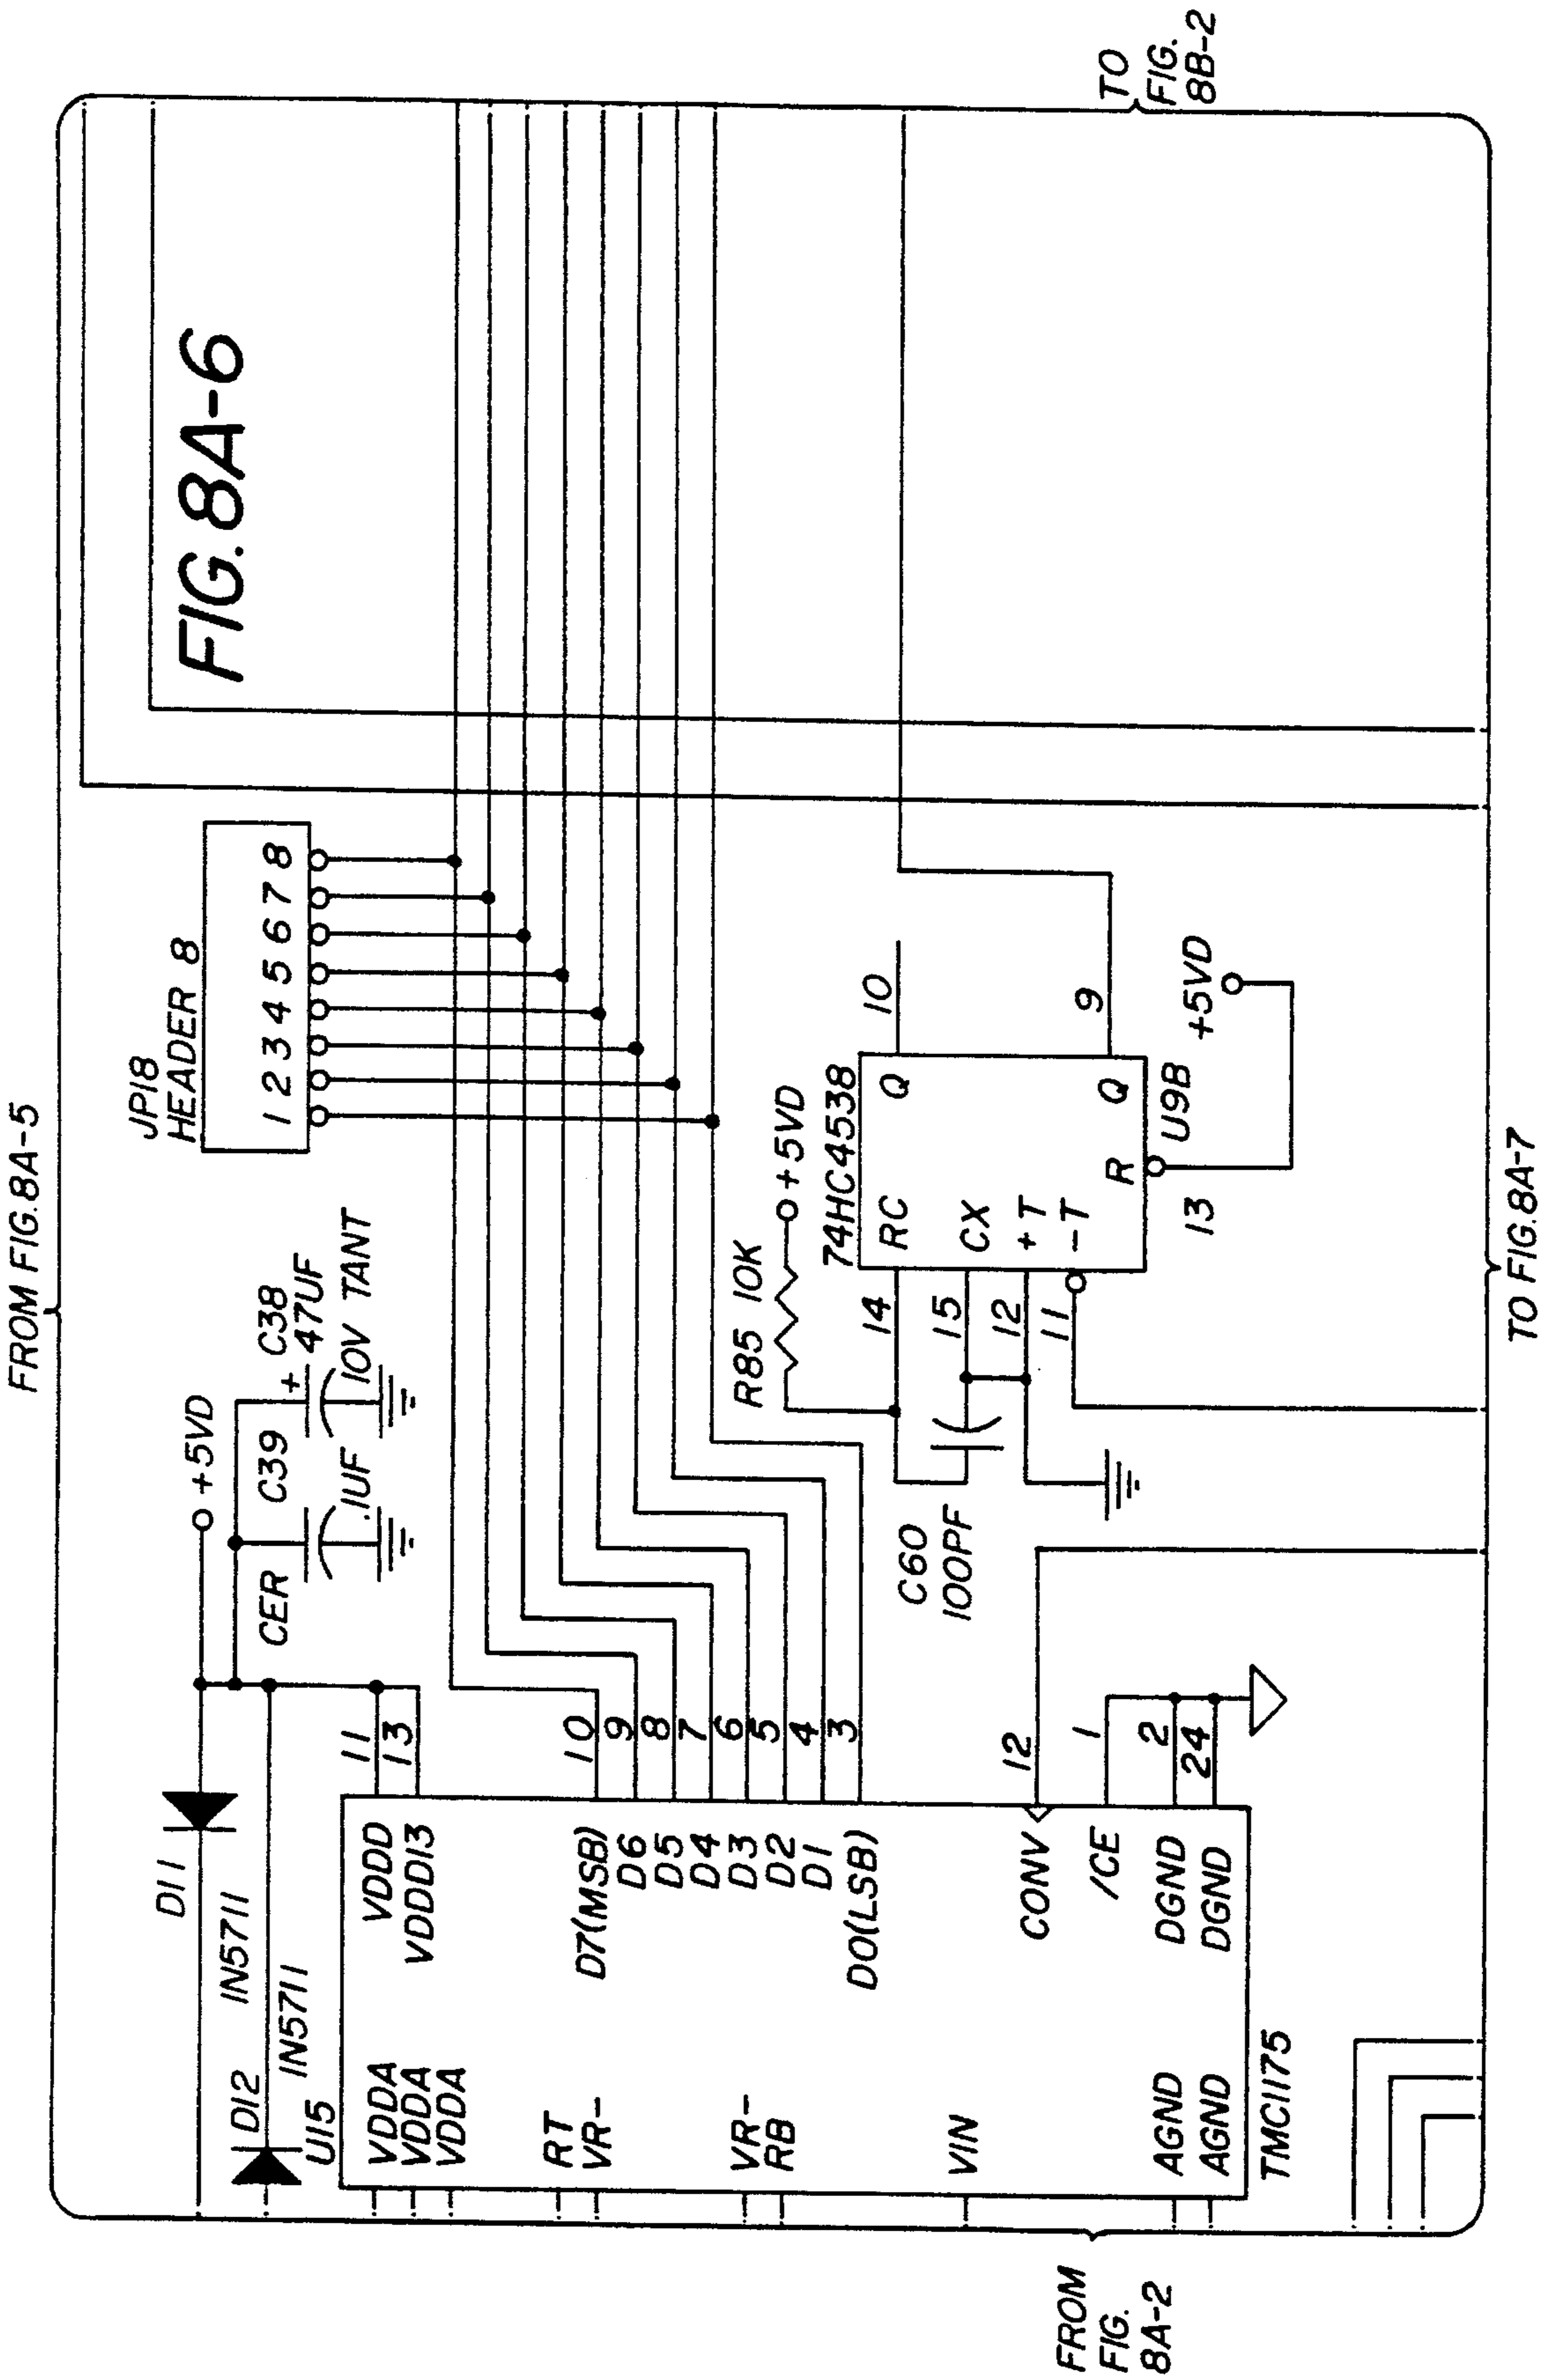 FROM FIG.8A-5
FIG.8A-6
JP18
HEADER 8
1 2 3 4 5 6 7 8
+5VD
C38
+
47UF
10V TANT
C39
.1UF
CER
D11
1N5711
D12
1N5711
U15
VDDA
VDDA
VDDA
RT
VR-
VR-
RB
VIN
AGND
AGND
VDDD
VDDD13
D7(MSB)
D6
D5
D4
D3
D2
D1
D0(LSB)
CONV
/CE
DGND
DGND
11
13
10
9
8
7
6
5
4
3
12
1
2
24
TMC1175
R85 10K
+5VD
C60
100PF
74HC4538
14
15
12
11
RC
CX
+T
-T
Q
Q
R
10
9
13
U9B
+5VD
FROM
FIG.
8A-2
TO
FIG.
8B-2
TO FIG.8A-7